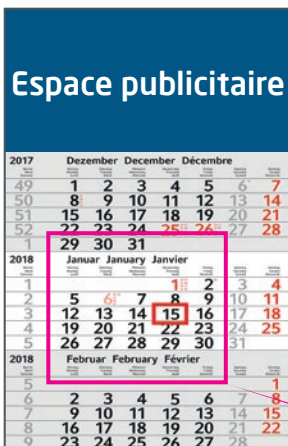 Espace publicitaire
2017 Dezember December Décembre
49 1 2 3 4 5 6 7
50 8 9 10 11 12 13 14
51 15 16 17 18 19 20 21
52 22 23 24 25 26 27 28
1 29 30 31
2018 Januar January Janvier
1 1 2 3 4
2 5 6 7 8 9 10 11
3 12 13 14 15 16 17 18
4 19 20 21 22 23 24 25
5 26 27 28 29 30 31
2018 Februar February Février
5 1
6 2 3 4 5 6 7 8
7 9 10 11 12 13 14 15
8 16 17 18 19 20 21 22
9 23 24 25 26 27 28